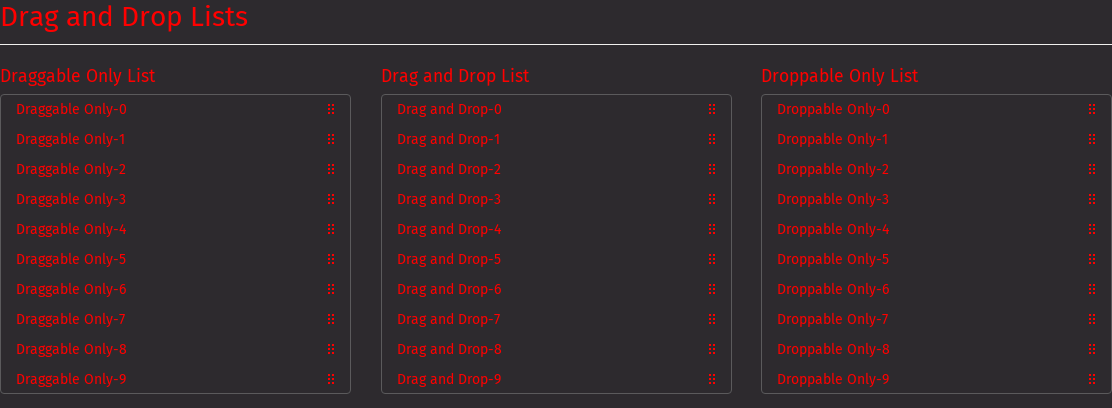 Drag and Drop Lists
Draggable Only List
Draggable Only-0
Draggable Only-1
Draggable Only-2
Draggable Only-3
Draggable Only-4
Draggable Only-5
Draggable Only-6
Draggable Only-7
Draggable Only-8
Draggable Only-9
Drag and Drop List
Drag and Drop-0
Drag and Drop-1
Drag and Drop-2
Drag and Drop-3
Drag and Drop-4
Drag and Drop-5
Drag and Drop-6
Drag and Drop-7
Drag and Drop-8
Drag and Drop-9
Droppable Only List
Droppable Only-0
Droppable Only-1
Droppable Only-2
Droppable Only-3
Droppable Only-4
Droppable Only-5
Droppable Only-6
Droppable Only-7
Droppable Only-8
Droppable Only-9